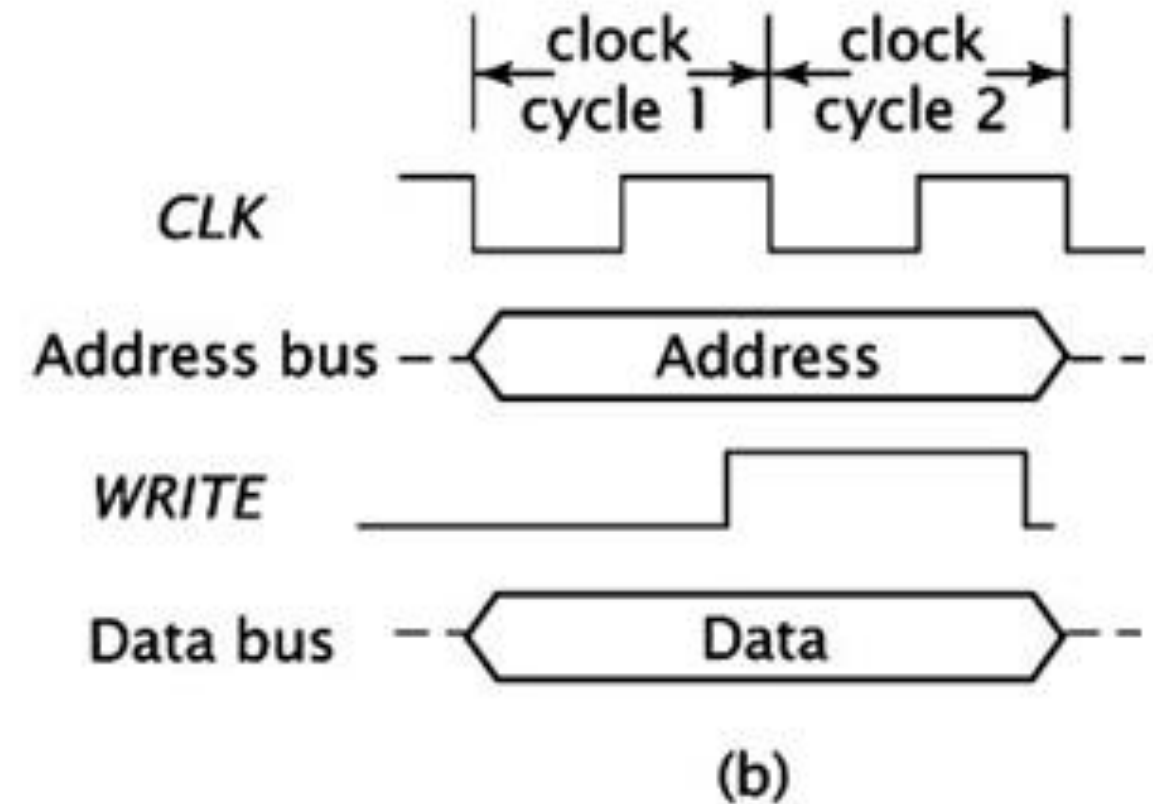 clock clock
cycle 1 cycle 2
CLK
Address bus Address
WRITE
Data bus Data
(b)